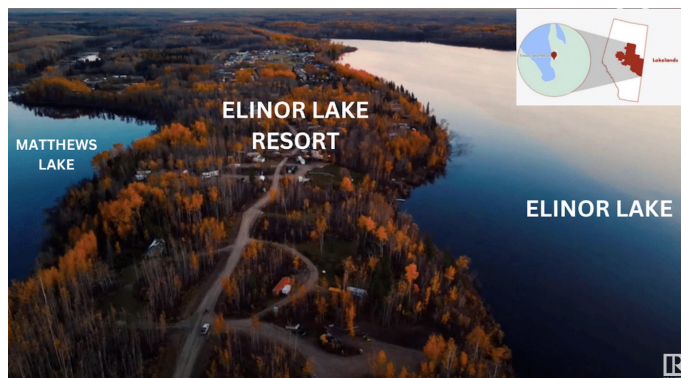 ELINOR LAKE
RESORT
MATTHEWS
LAKE
ELINOR LAKE
Lakelands
R